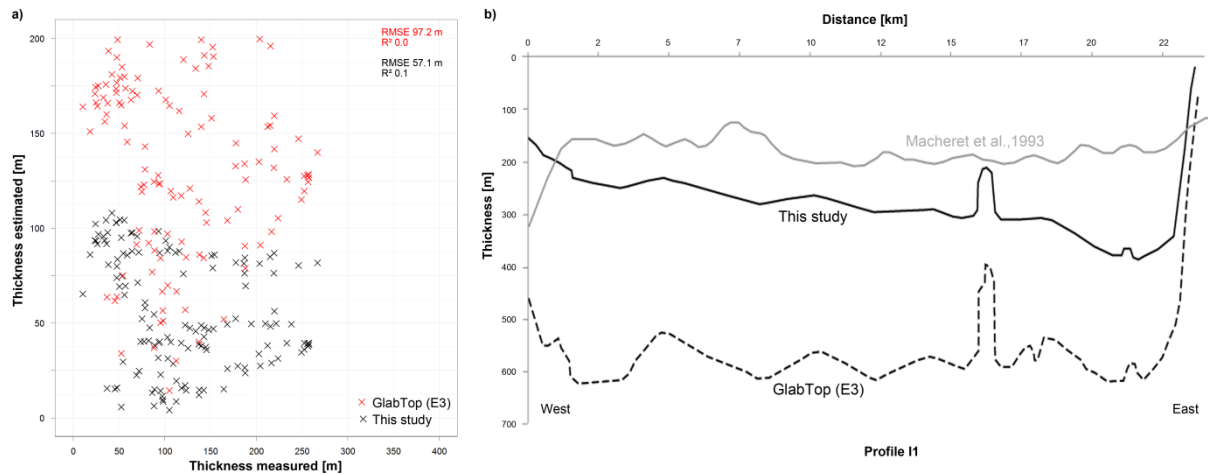 a)
RMSE 97.2 m
R² 0.0
RMSE 57.1 m
R² 0.1
Thickness estimated [m]
200
150
100
50
0
GlabTop (E3)
This study
0 50 100 150 200 250 300 350 400
Thickness measured [m]
b)
Distance [km]
0 2 5 7 10 12 15 17 20 22
Thickness [m]
0
100
200
300
400
500
600
700
Macheret et al.,1993
This study
GlabTop (E3)
West
East
Profile I1